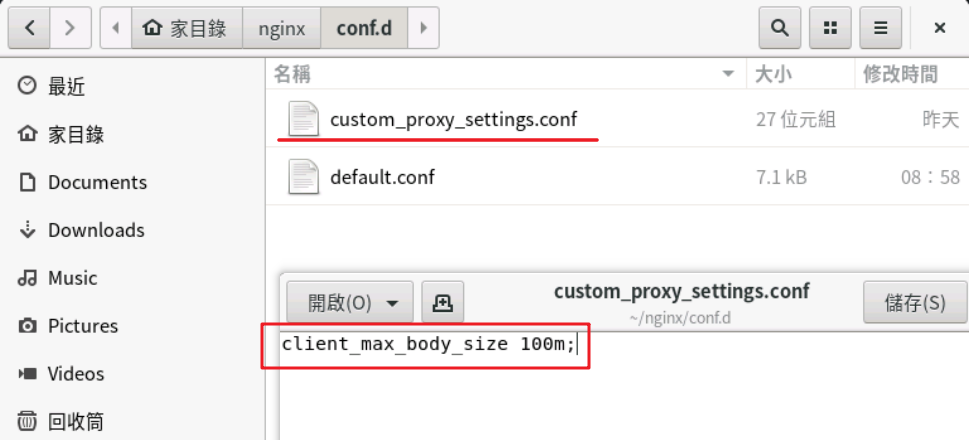 家目錄 nginx conf.d
名稱 大小 修改時間
最近
custom_proxy_settings.conf 27 位元組 昨天
家目錄
Documents
default.conf 7.1 kB 08：58
Downloads
Music
開啟(O) custom_proxy_settings.conf 儲存(S)
~/nginx/conf.d
Pictures
client_max_body_size 100m;
Videos
回收筒